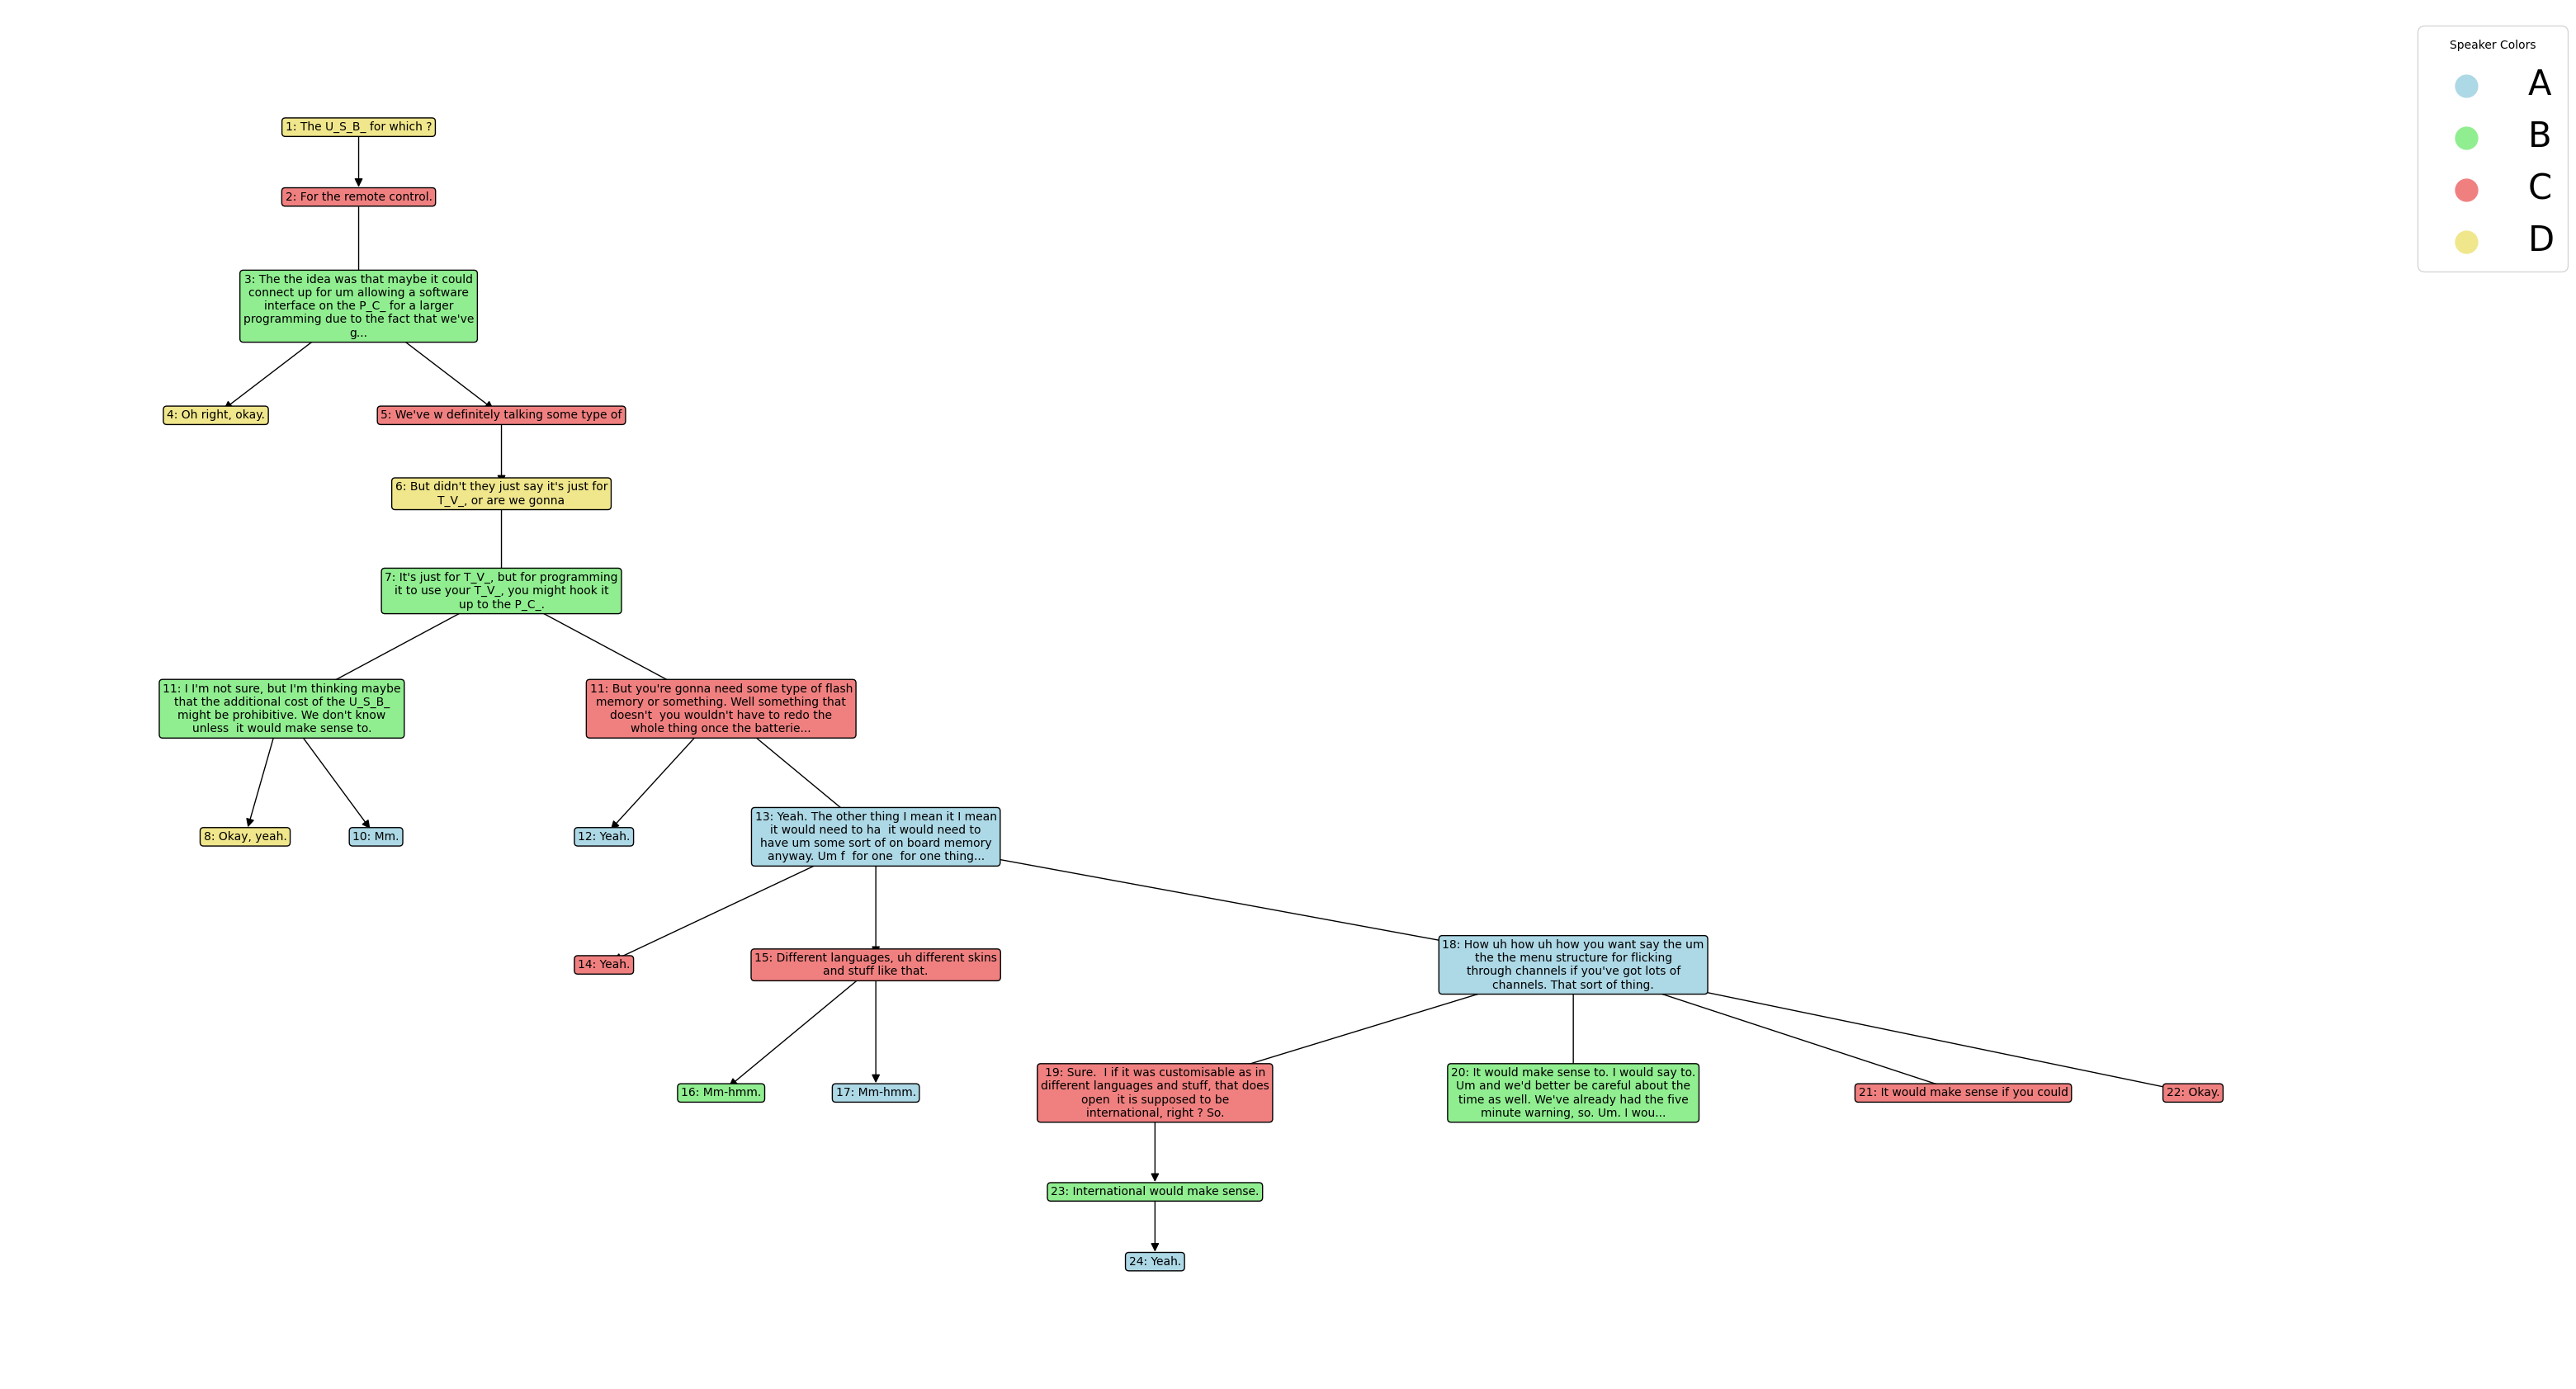 Speaker Colors
A
B
C
D
1: The U_S_B_ for which ?
2: For the remote control.
3: The the idea was that maybe it could
connect up for um allowing a software
interface on the P_C_ for a larger
programming due to the fact that we've
g...
4: Oh right, okay.
5: We've w definitely talking some type of
6: But didn't they just say it's just for
T_V_, or are we gonna
7: It's just for T_V_, but for programming
it to use your T_V_, you might hook it
up to the P_C_.
11: I I'm not sure, but I'm thinking maybe
that the additional cost of the U_S_B_
might be prohibitive. We don't know
unless  it would make sense to.
11: But you're gonna need some type of flash
memory or something. Well something that
doesn't  you wouldn't have to redo the
whole thing once the batterie...
8: Okay, yeah.
10: Mm.
12: Yeah.
13: Yeah. The other thing I mean it I mean
it would need to ha  it would need to
have um some sort of on board memory
anyway. Um f  for one  for one thing...
14: Yeah.
15: Different languages, uh different skins
and stuff like that.
18: How uh how uh how you want say the um
the the menu structure for flicking
through channels if you've got lots of
channels. That sort of thing.
16: Mm-hmm.
17: Mm-hmm.
19: Sure.  I if it was customisable as in
different languages and stuff, that does
open  it is supposed to be
international, right ? So.
20: It would make sense to. I would say to.
Um and we'd better be careful about the
time as well. We've already had the five
minute warning, so. Um. I wou...
21: It would make sense if you could
22: Okay.
23: International would make sense.
24: Yeah.